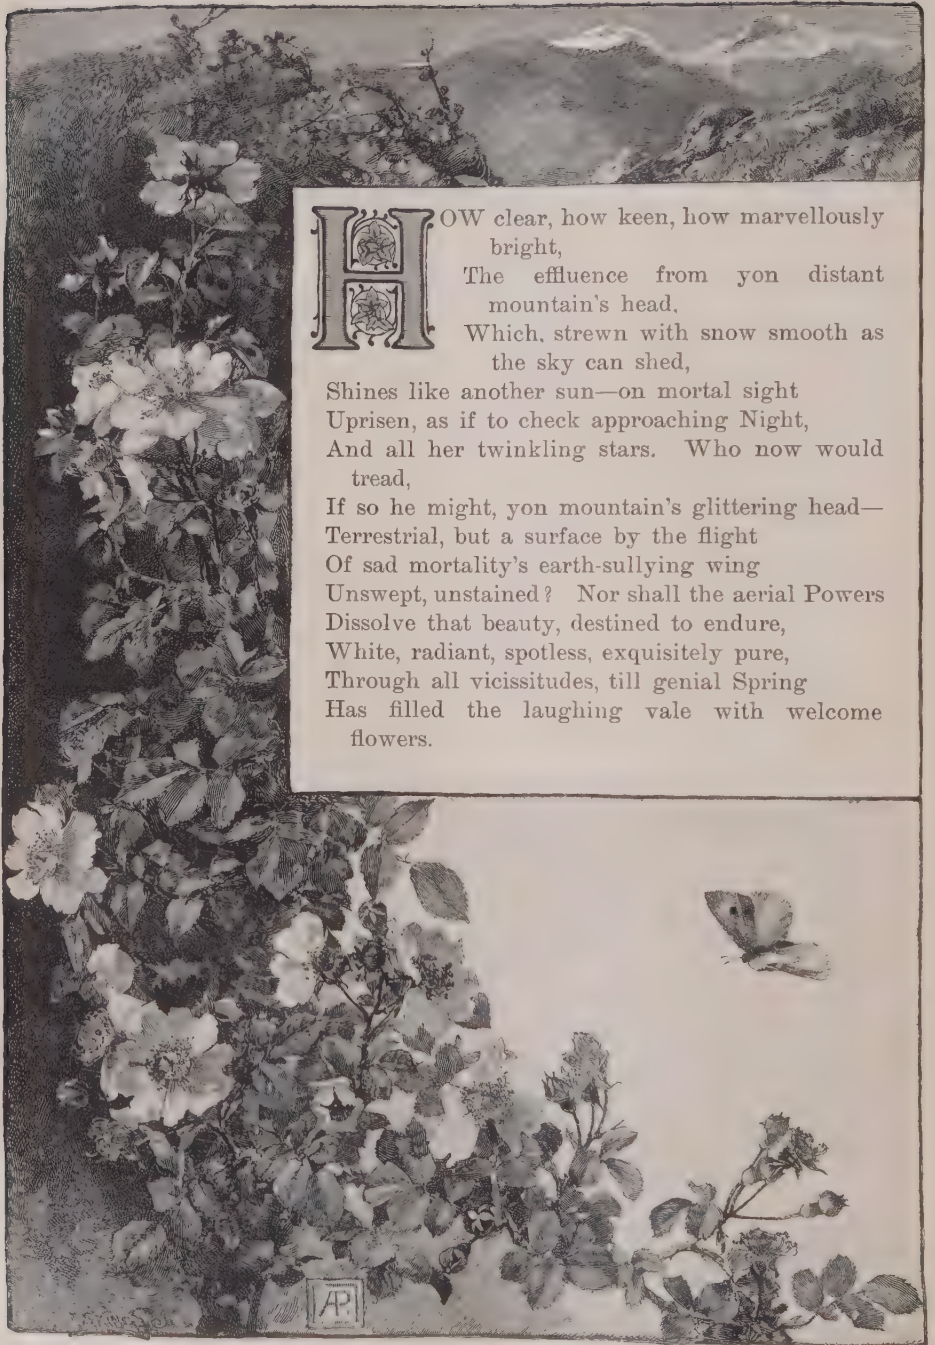 HOW clear, how keen, how marvellously
bright,
The effluence from yon distant
mountain's head,
Which, strewn with snow smooth as
the sky can shed,
Shines like another sun—on mortal sight
Uprisen, as if to check approaching Night,
And all her twinkling stars. Who now would
tread,
If so he might, yon mountain's glittering head—
Terrestrial, but a surface by the flight
Of sad mortality's earth-sullying wing
Unswept, unstained? Nor shall the aerial Powers
Dissolve that beauty, destined to endure,
White, radiant, spotless, exquisitely pure,
Through all vicissitudes, till genial Spring
Has filled the laughing vale with welcome
flowers.
AP.